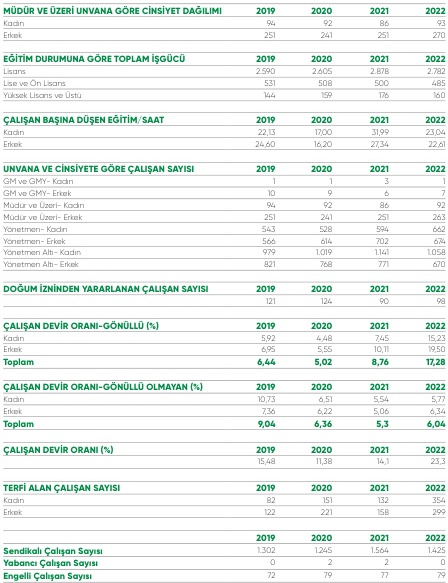 MÜDÜR VE ÜZERİ UNVANA GÖRE CİNSİYET DAĞILIMI 2019 2020 2021 2022
Kadın 94 92 86 93
Erkek 251 241 251 270
EĞİTİM DURUMUNA GÖRE TOPLAM İŞGÜCÜ 2019 2020 2021 2022
Lisans 2.590 2.605 2.878 2.782
Lise ve Ön Lisans 531 508 500 485
Yüksek Lisans ve Üstü 144 159 176 160
ÇALIŞAN BAŞINA DÜŞEN EĞİTİM/SAAT 2019 2020 2021 2022
Kadın 22,13 17,00 31,99 23,04
Erkek 24,60 16,20 27,34 22,61
UNVANA VE CİNSİYETE GÖRE ÇALIŞAN SAYISI 2019 2020 2021 2022
GM ve GMY- Kadın 1 1 3 1
GM ve GMY- Erkek 10 9 6 7
Müdür ve Üzeri- Kadın 94 92 86 92
Müdür ve Üzeri- Erkek 251 241 251 263
Yönetmen- Kadın 543 528 594 662
Yönetmen- Erkek 566 614 702 674
Yönetmen Altı- Kadın 979 1.019 1.141 1.058
Yönetmen Altı- Erkek 821 768 771 670
DOĞUM İZNİNDEN YARARLANAN ÇALIŞAN SAYISI 2019 2020 2021 2022
121 124 90 98
ÇALIŞAN DEVİR ORANI-GÖNÜLLÜ (%) 2019 2020 2021 2022
Kadın 5,92 4,48 7,45 15,23
Erkek 6,95 5,55 10,11 19,50
Toplam 6,44 5,02 8,76 17,28
ÇALIŞAN DEVİR ORANI-GÖNÜLLÜ OLMAYAN (%) 2019 2020 2021 2022
Kadın 10,73 6,51 5,54 5,77
Erkek 7,36 6,22 5,06 6,34
Toplam 9,04 6,36 5,3 6,04
ÇALIŞAN DEVİR ORANI (%) 2019 2020 2021 2022
15,48 11,38 14,1 23,3
TERFİ ALAN ÇALIŞAN SAYISI 2019 2020 2021 2022
Kadın 82 151 132 354
Erkek 122 221 158 299
2019 2020 2021 2022
Sendikalı Çalışan Sayısı 1.302 1.245 1.564 1.425
Yabancı Çalışan Sayısı 0 2 2 0
Engelli Çalışan Sayısı 72 79 77 79